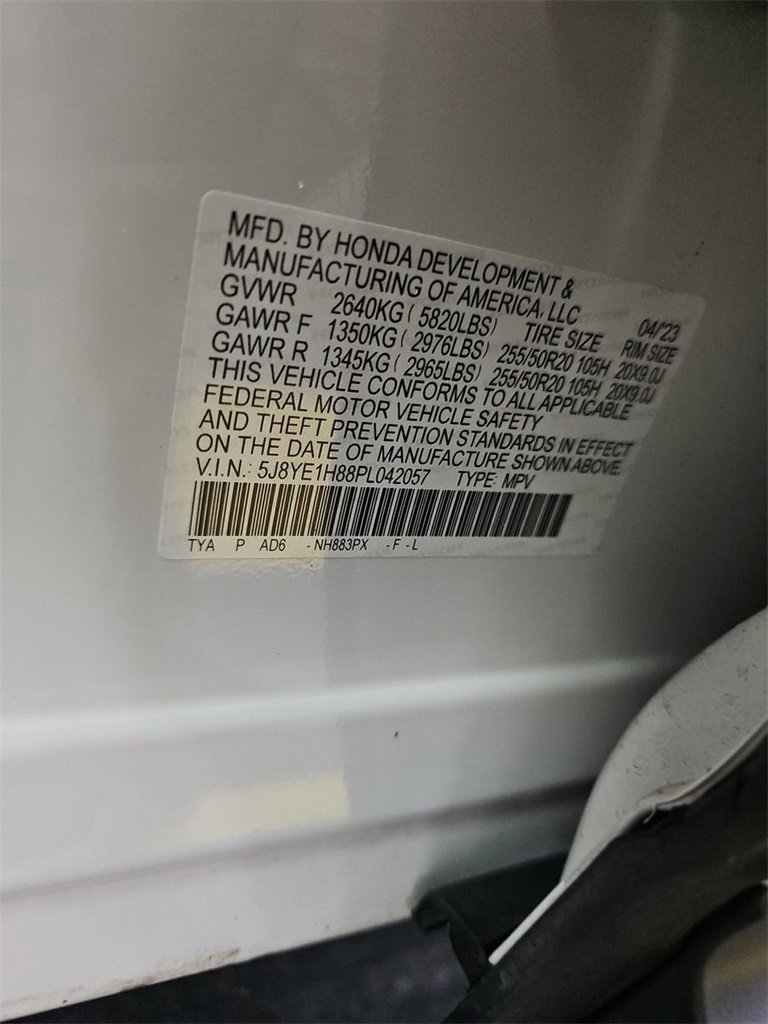 MFD. BY HONDA DEVELOPMENT &
MANUFACTURING OF AMERICA, LLC 04/'23
GVWR 2640KG ( 5820LBS) TIRE SIZE RIM SIZE
GAWR F 1350KG ( 2976LBS) 255/50R20 105H 20X9.0J
GAWR R 1345KG ( 2965LBS) 255/50R20 105H 20X9.0J
THIS VEHICLE CONFORMS TO ALL APPLICABLE
FEDERAL MOTOR VEHICLE SAFETY
AND THEFT PREVENTION STANDARDS IN EFFECT
ON THE DATE OF MANUFACTURE SHOWN ABOVE.
V.I.N.: 5J8YE1H88PL042057 TYPE: MPV
TYA P AD6 -NH883PX -F -L